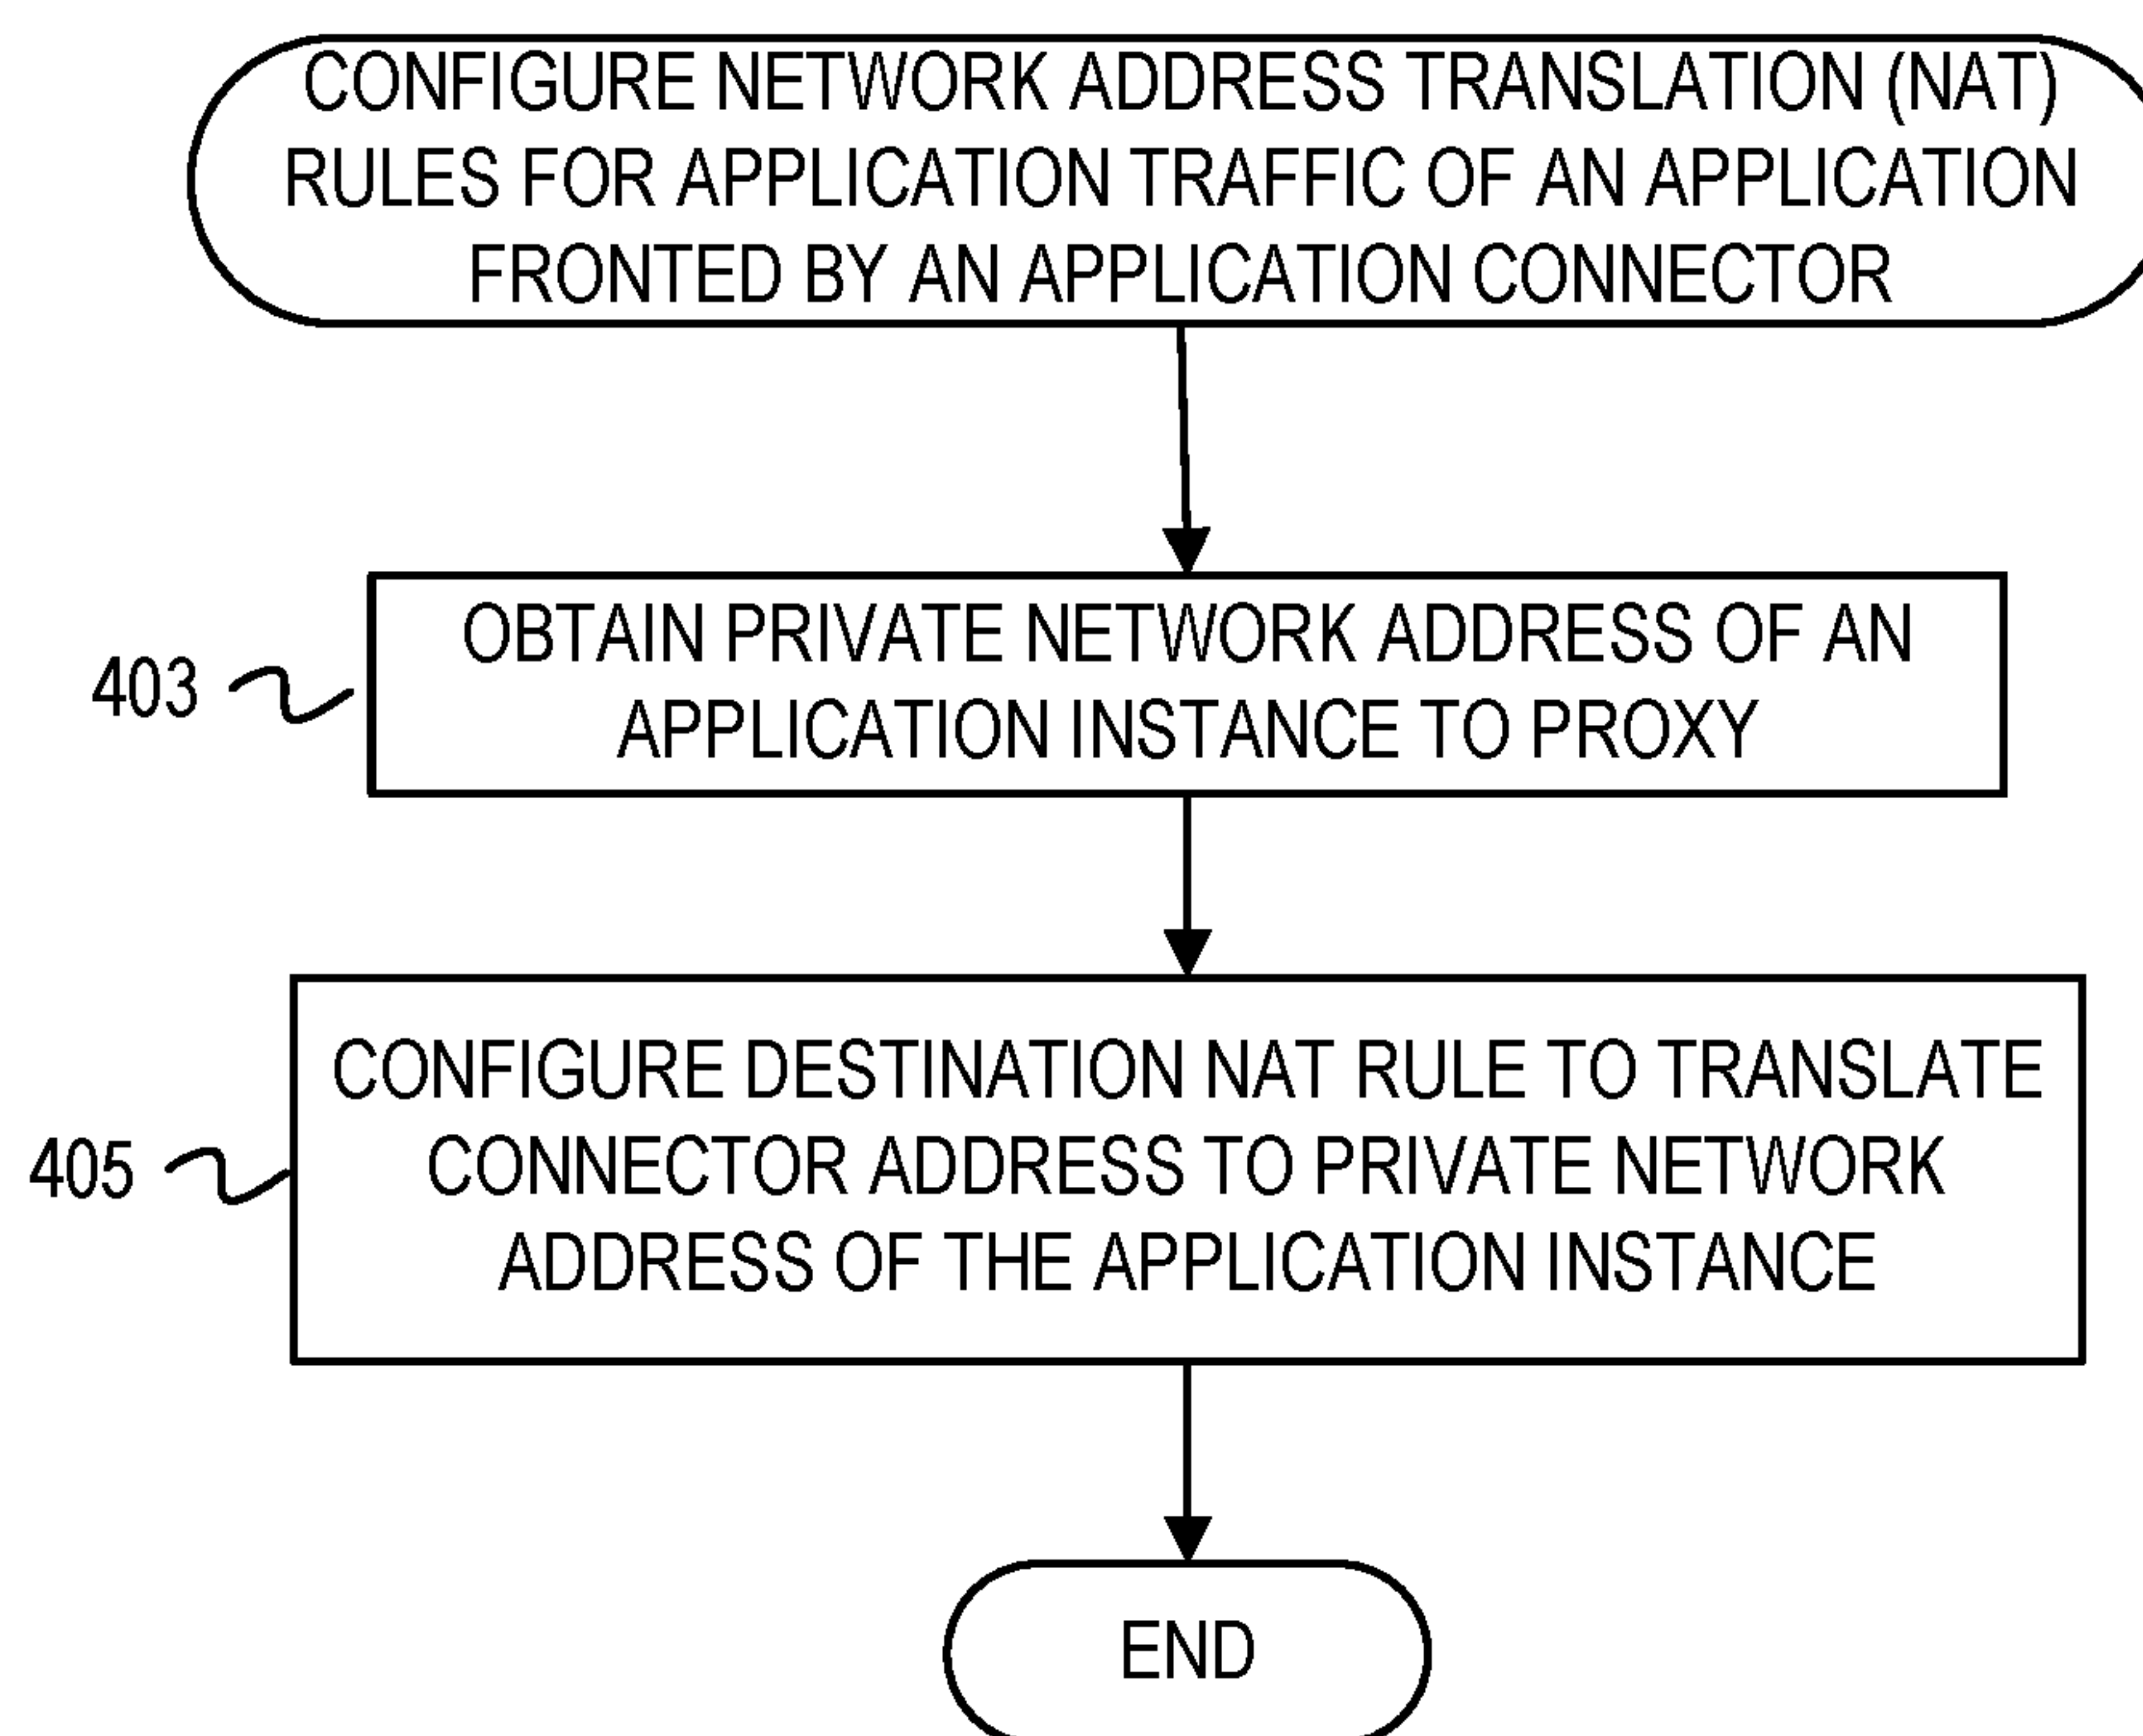 CONFIGURE NETWORK ADDRESS TRANSLATION (NAT)
RULES FOR APPLICATION TRAFFIC OF AN APPLICATION
FRONTED BY AN APPLICATION CONNECTOR
OBTAIN PRIVATE NETWORK ADDRESS OF AN
APPLICATION INSTANCE TO PROXY
403
CONFIGURE DESTINATION NAT RULE TO TRANSLATE
CONNECTOR ADDRESS TO PRIVATE NETWORK
ADDRESS OF THE APPLICATION INSTANCE
405
END